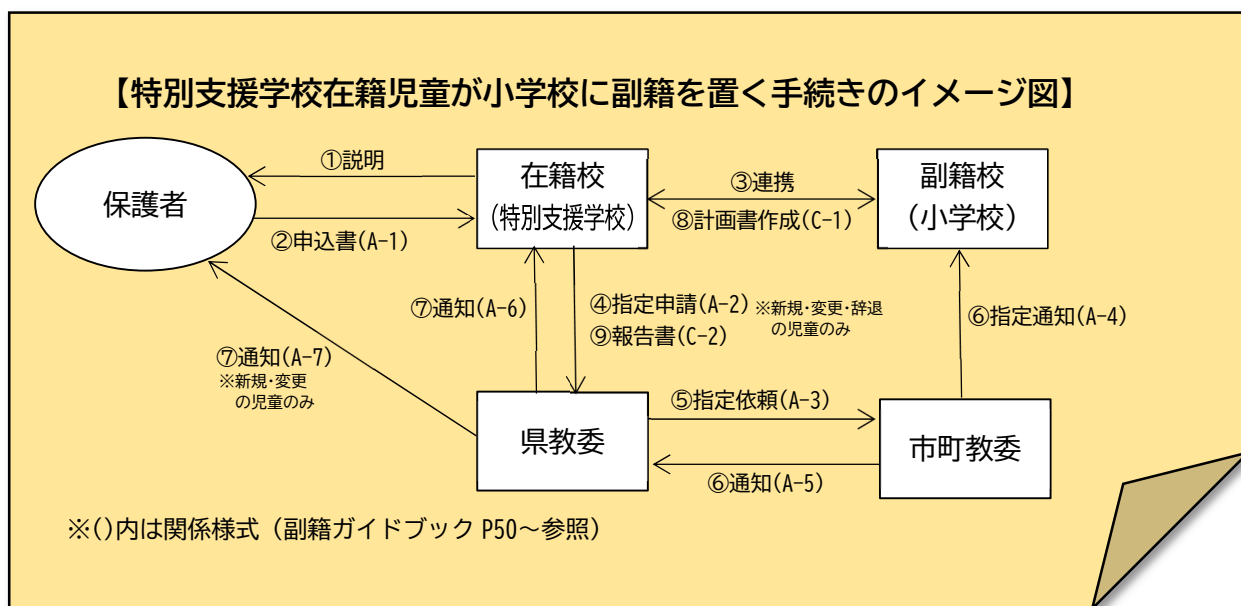 【特別支援学校在籍児童が小学校に副籍を置く手続きのイメージ図】
保護者
①説明
②申込書(A-1)
在籍校
(特別支援学校)
③連携
⑧計画書作成(C-1)
副籍校
(小学校)
⑦通知(A-7)
※新規・変更
の児童のみ
⑦通知(A-6)
④指定申請(A-2) ※新規・変更・辞退
の児童のみ
⑨報告書(C-2)
⑥指定通知(A-4)
県教委
⑤指定依頼(A-3)
⑥通知(A-5)
市町教委
※()内は関係様式（副籍ガイドブック P50～参照）